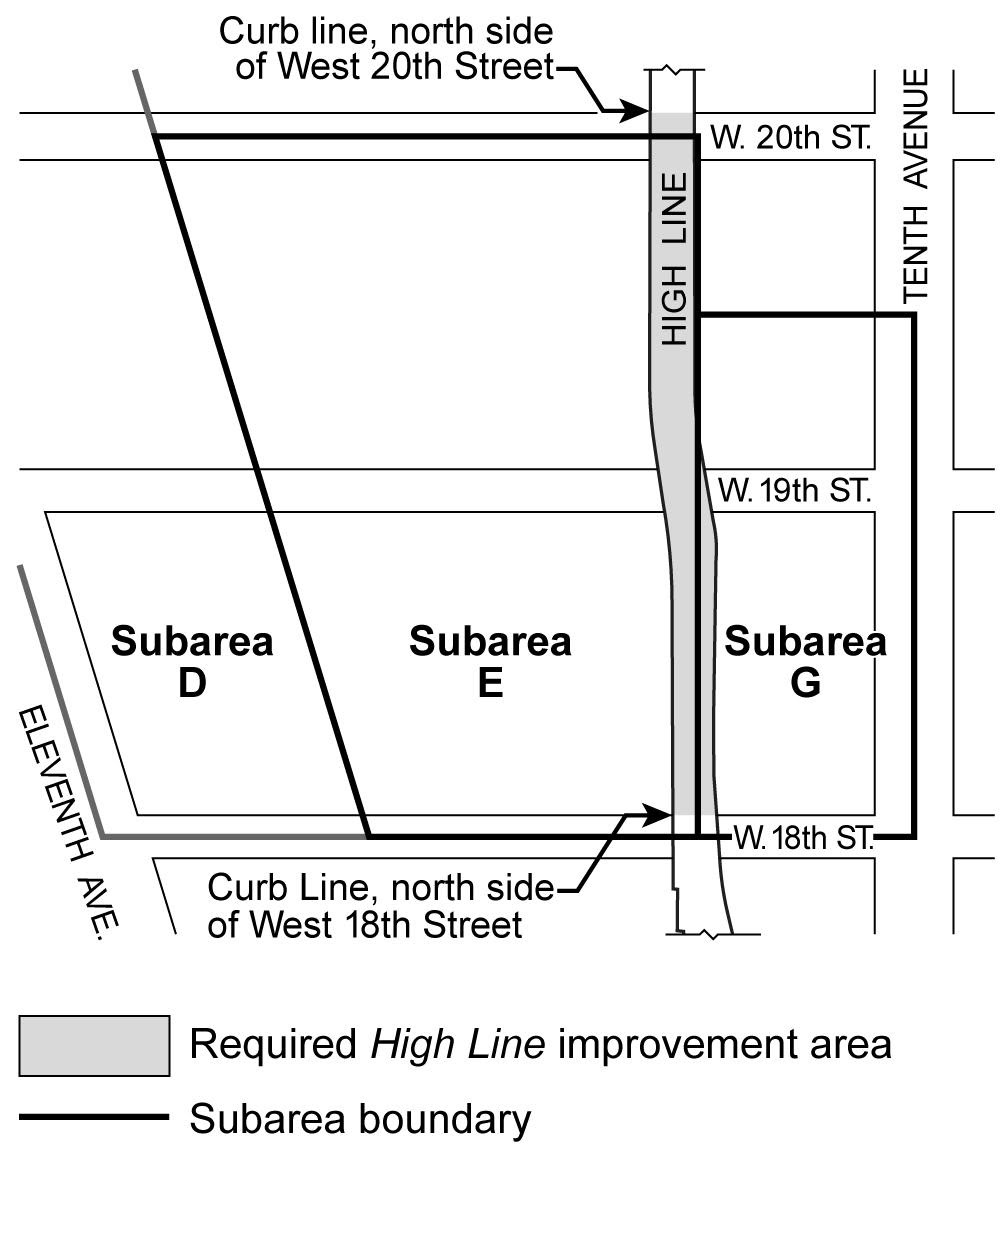 Curb line, north side
of West 20th Street
W. 20th ST.
TENTH AVENUE
HIGH LINE
W. 19th ST.
Subarea
D
Subarea
E
Subarea
G
ELEVENTH AVE.
W. 18th ST.
Curb Line, north side
of West 18th Street
Required High Line improvement area
Subarea boundary